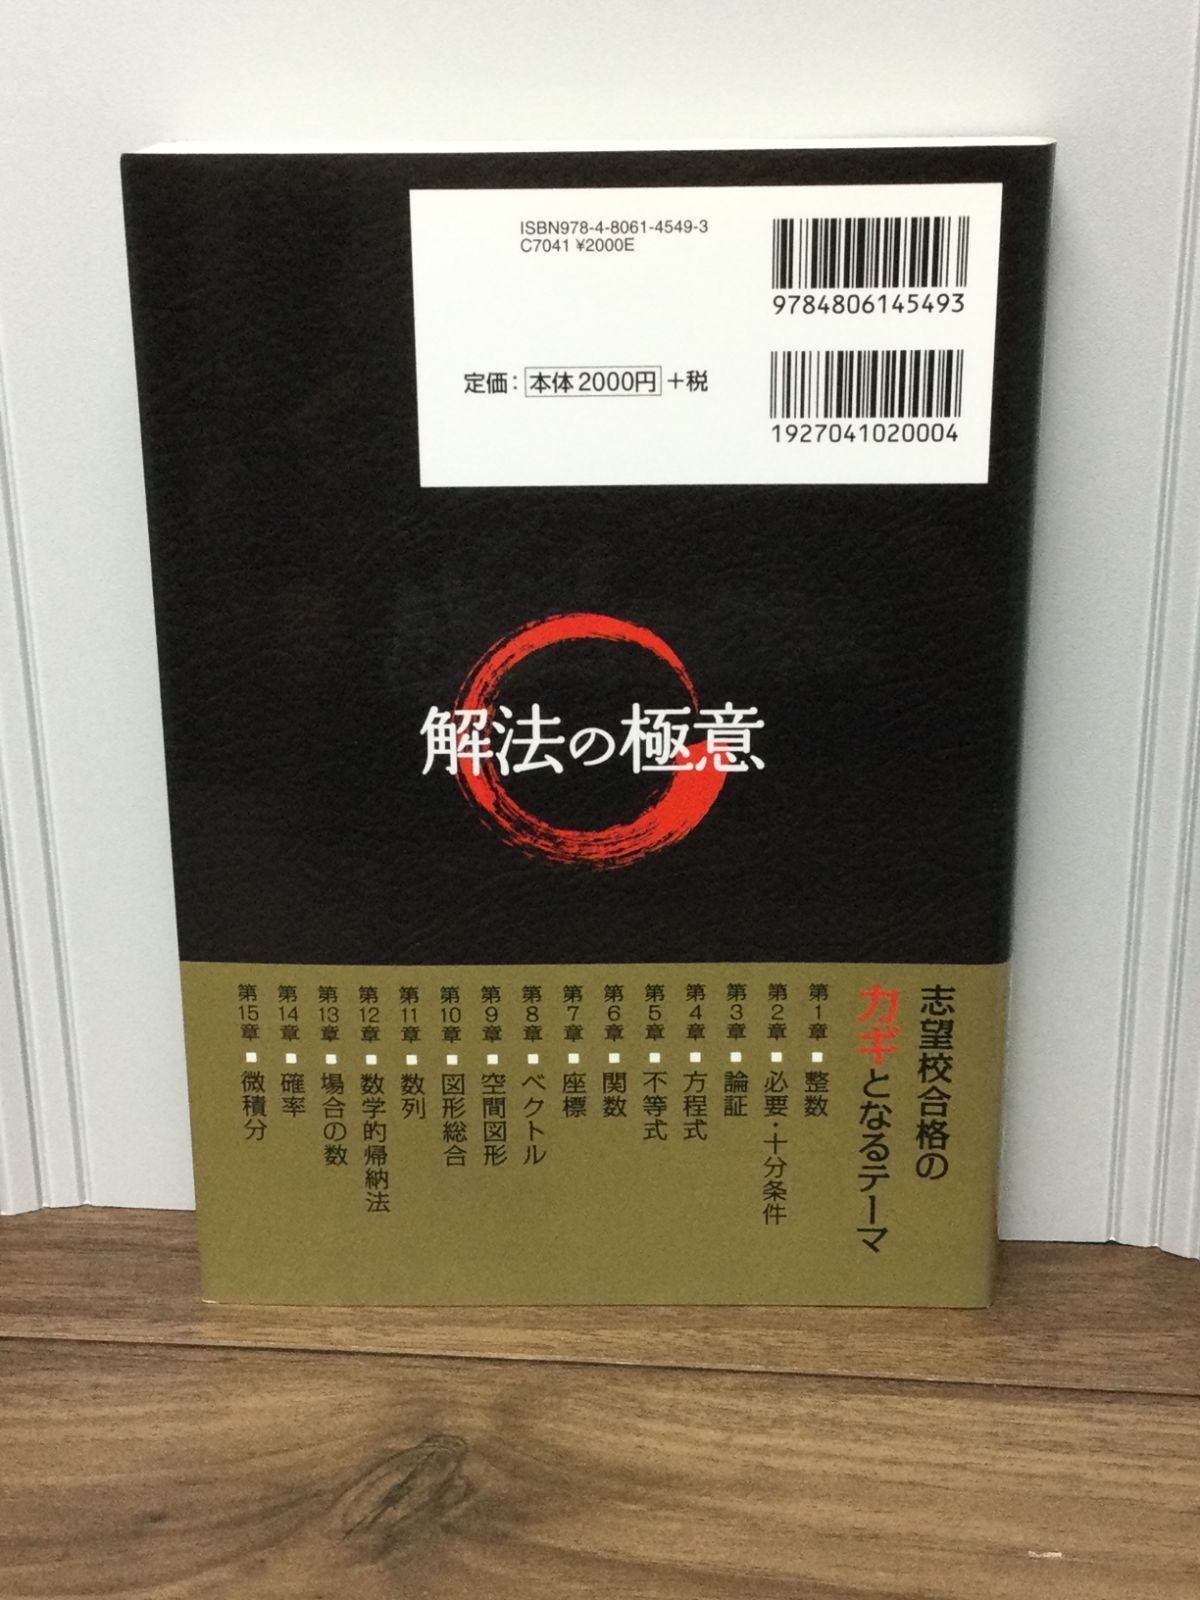 ISBN978-4-8061-4549-3
C7041 ¥2000E
9784806145493
定価：本体2000円+税
1927041020004
解法の極意
志望校合格の
カギとなるテーマ
第1章■整数
第2章■必要・十分条件
第3章■論証
第4章■方程式
第5章■不等式
第6章■関数
第7章■座標
第8章■ベクトル
第9章■空間図形
第10章■図形総合
第11章■数列
第12章■数学的帰納法
第13章■場合の数
第14章■確率
第15章■微積分